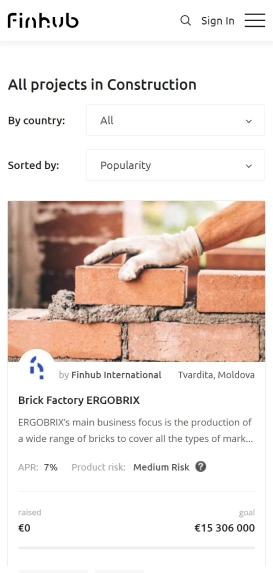 Finhub
Sign In
All projects in Construction
By country: All
Sorted by: Popularity
by Finhub International Tvardita, Moldova
Brick Factory ERGOBRIX
ERGOBRIX's main business focus is the production of
a wide range of bricks to cover all the types of mark...
APR: 7% Product risk: Medium Risk ?
raised goal
€0 €15 306 000